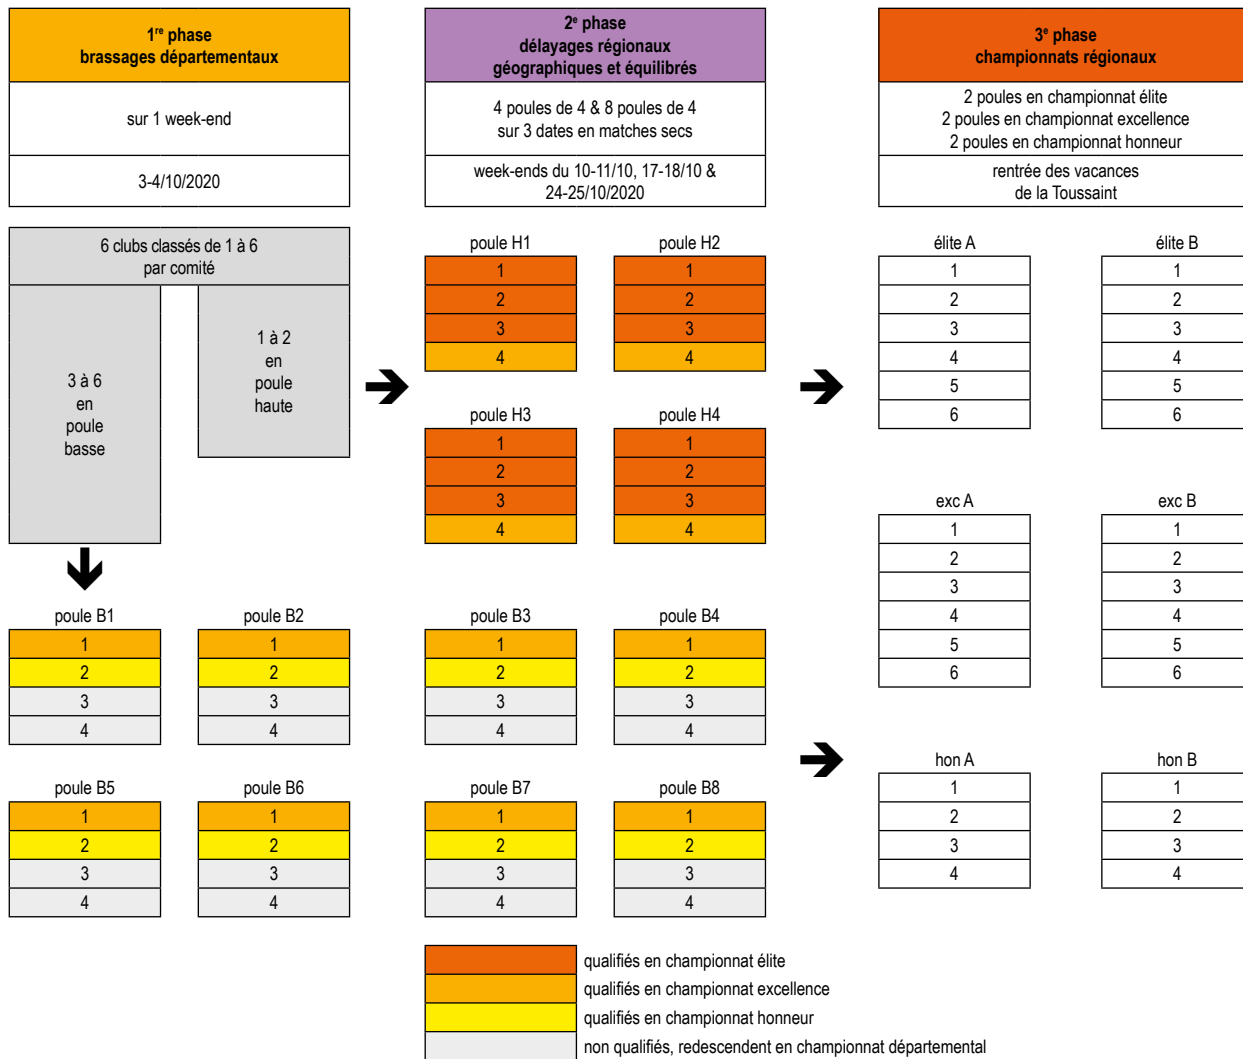 1re phase
brassages départementaux
sur 1 week-end
3-4/10/2020
2e phase
délayages régionaux
géographiques et équilibrés
4 poules de 4 & 8 poules de 4
sur 3 dates en matches secs
week-ends du 10-11/10, 17-18/10 &
24-25/10/2020
3e phase
championnats régionaux
2 poules en championnat élite
2 poules en championnat excellence
2 poules en championnat honneur
rentrée des vacances
de la Toussaint
6 clubs classés de 1 à 6
par comité
3 à 6
en
poule
basse
1 à 2
en
poule
haute
poule H1
1
2
3
4
poule H2
1
2
3
4
poule H3
1
2
3
4
poule H4
1
2
3
4
élite A
1
2
3
4
5
6
élite B
1
2
3
4
5
6
exc A
1
2
3
4
5
6
exc B
1
2
3
4
5
6
poule B1
1
2
3
4
poule B2
1
2
3
4
poule B3
1
2
3
4
poule B4
1
2
3
4
poule B5
1
2
3
4
poule B6
1
2
3
4
poule B7
1
2
3
4
poule B8
1
2
3
4
hon A
1
2
3
4
hon B
1
2
3
4
qualifiés en championnat élite
qualifiés en championnat excellence
qualifiés en championnat honneur
non qualifiés, redescendent en championnat départemental